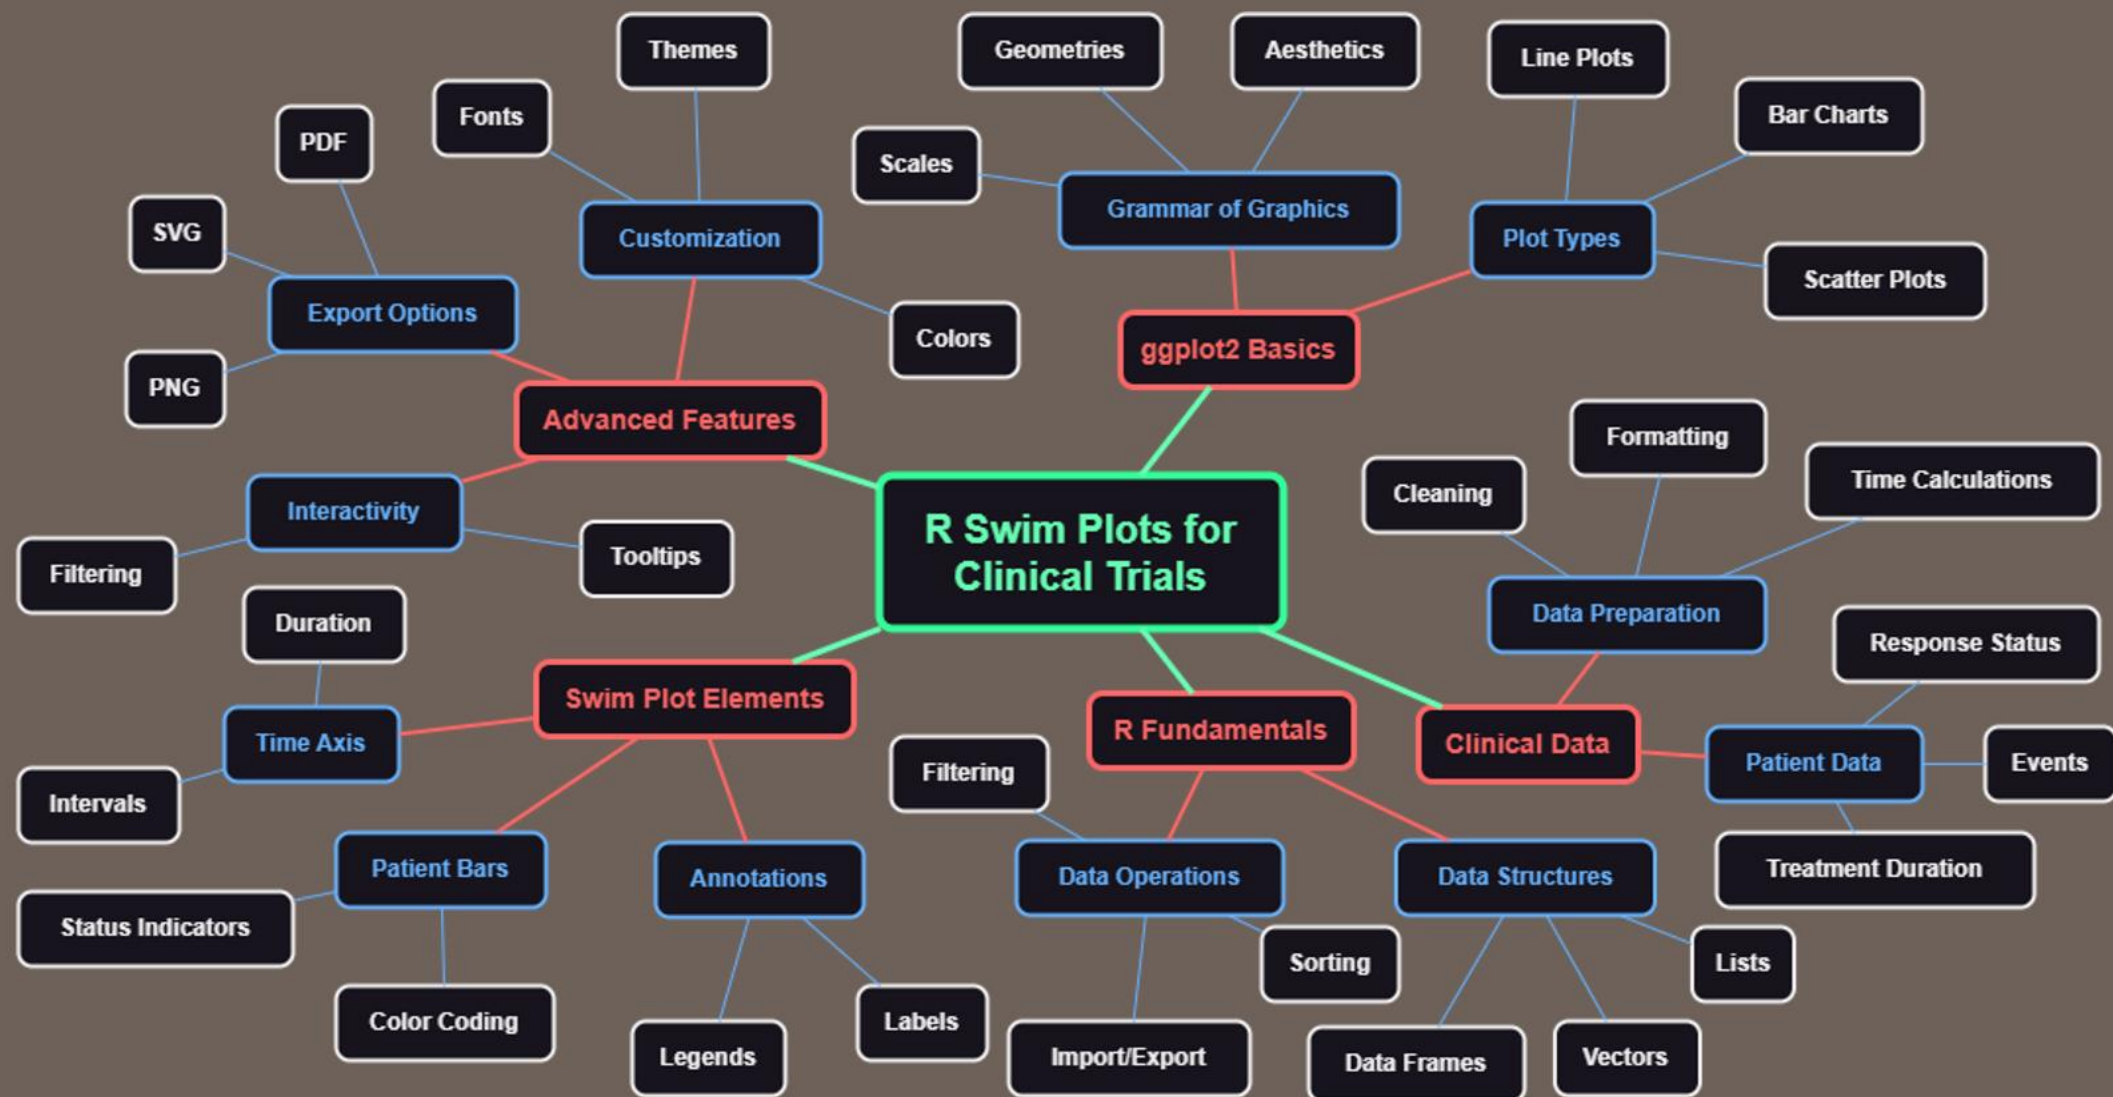 Themes
Geometries
Aesthetics
Line Plots
Fonts
Bar Charts
PDF
Scales
Grammar of Graphics
SVG
Customization
Plot Types
Scatter Plots
Export Options
Colors
ggplot2 Basics
PNG
Advanced Features
Formatting
Cleaning
Time Calculations
Interactivity
R Swim Plots for
Clinical Trials
Tooltips
Filtering
Data Preparation
Duration
Response Status
Swim Plot Elements
R Fundamentals
Time Axis
Clinical Data
Patient Data
Events
Filtering
Intervals
Patient Bars
Treatment Duration
Annotations
Data Operations
Data Structures
Status Indicators
Sorting
Lists
Color Coding
Labels
Legends
Import/Export
Data Frames
Vectors